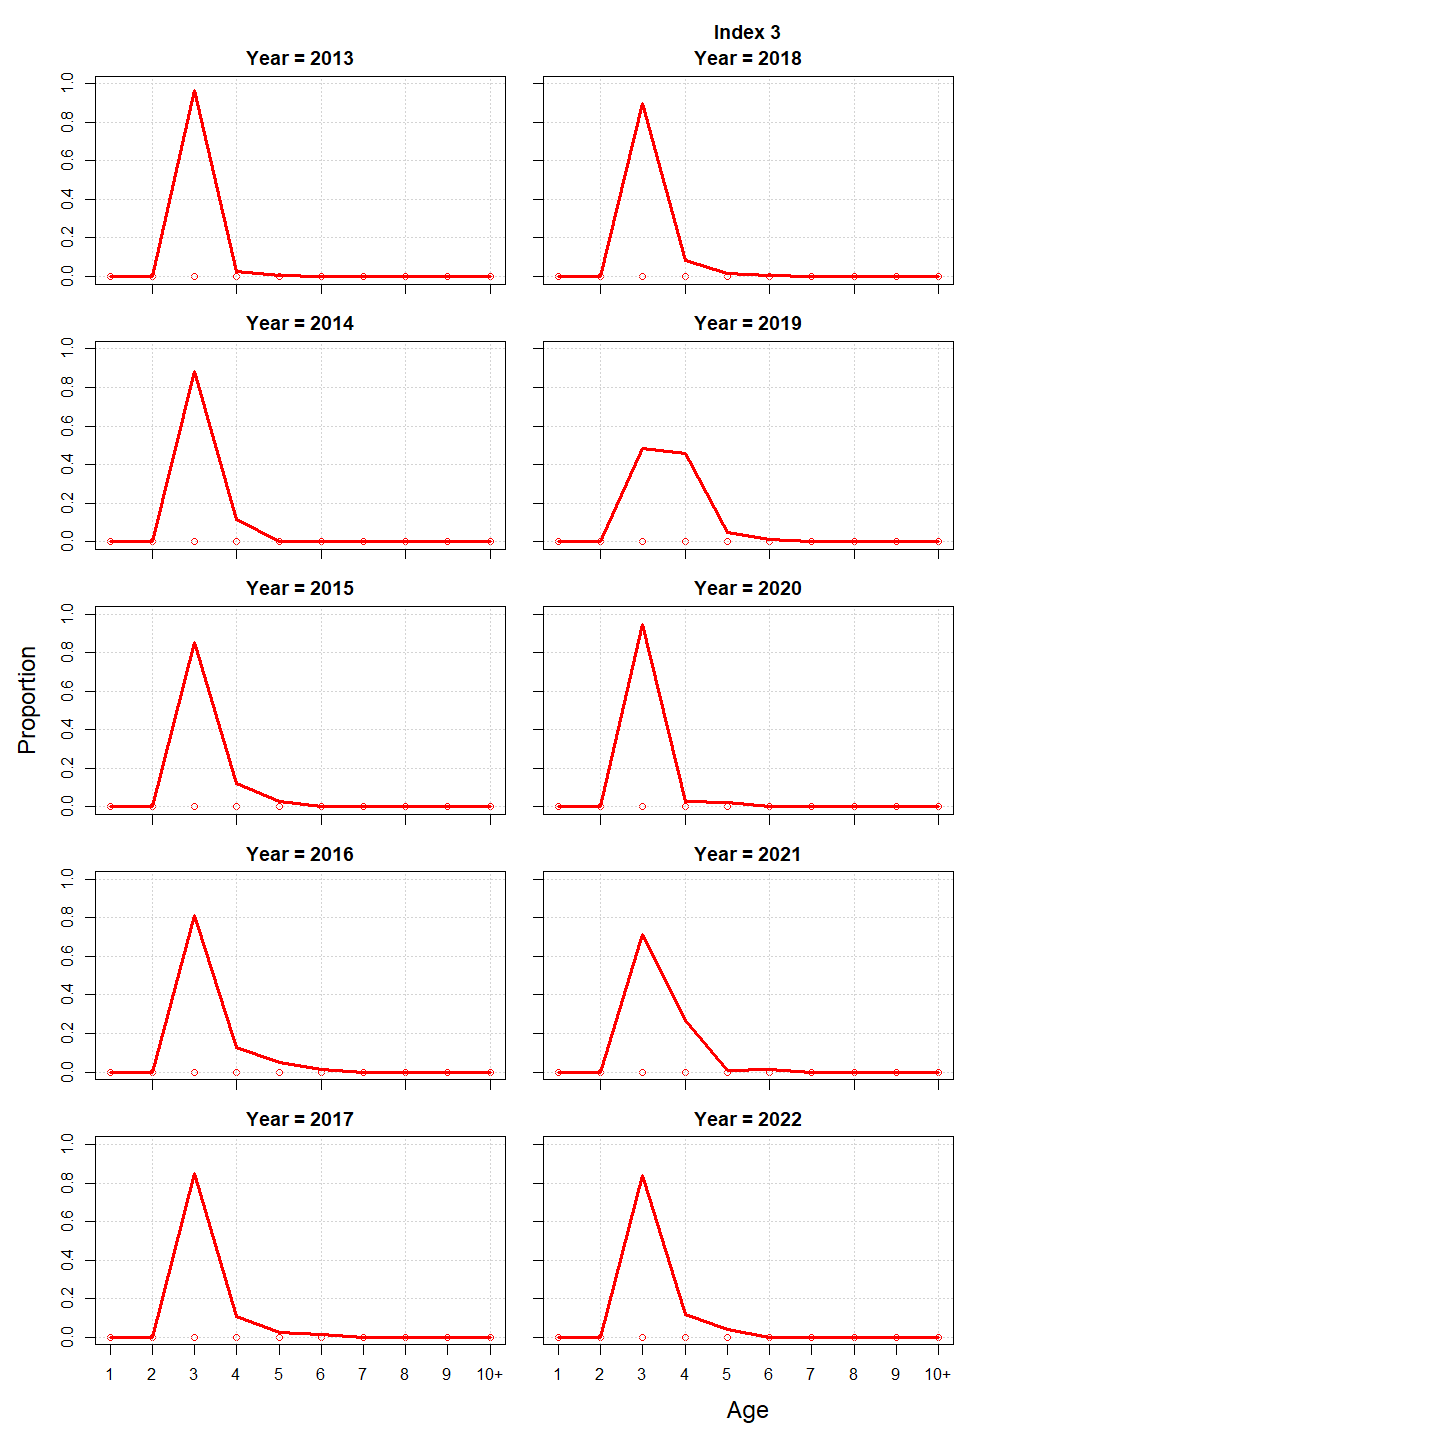 Index 3
Year = 2013
Year = 2018
1.0
0.8
0.6
0.4
0.2
0.0
Year = 2014
Year = 2019
1.0
0.8
0.6
0.4
0.2
0.0
Year = 2015
Year = 2020
1.0
0.8
0.6
0.4
0.2
0.0
Proportion
Year = 2016
Year = 2021
1.0
0.8
0.6
0.4
0.2
0.0
Year = 2017
Year = 2022
1.0
0.8
0.6
0.4
0.2
0.0
1 2 3 4 5 6 7 8 9 10+
1 2 3 4 5 6 7 8 9 10+
Age